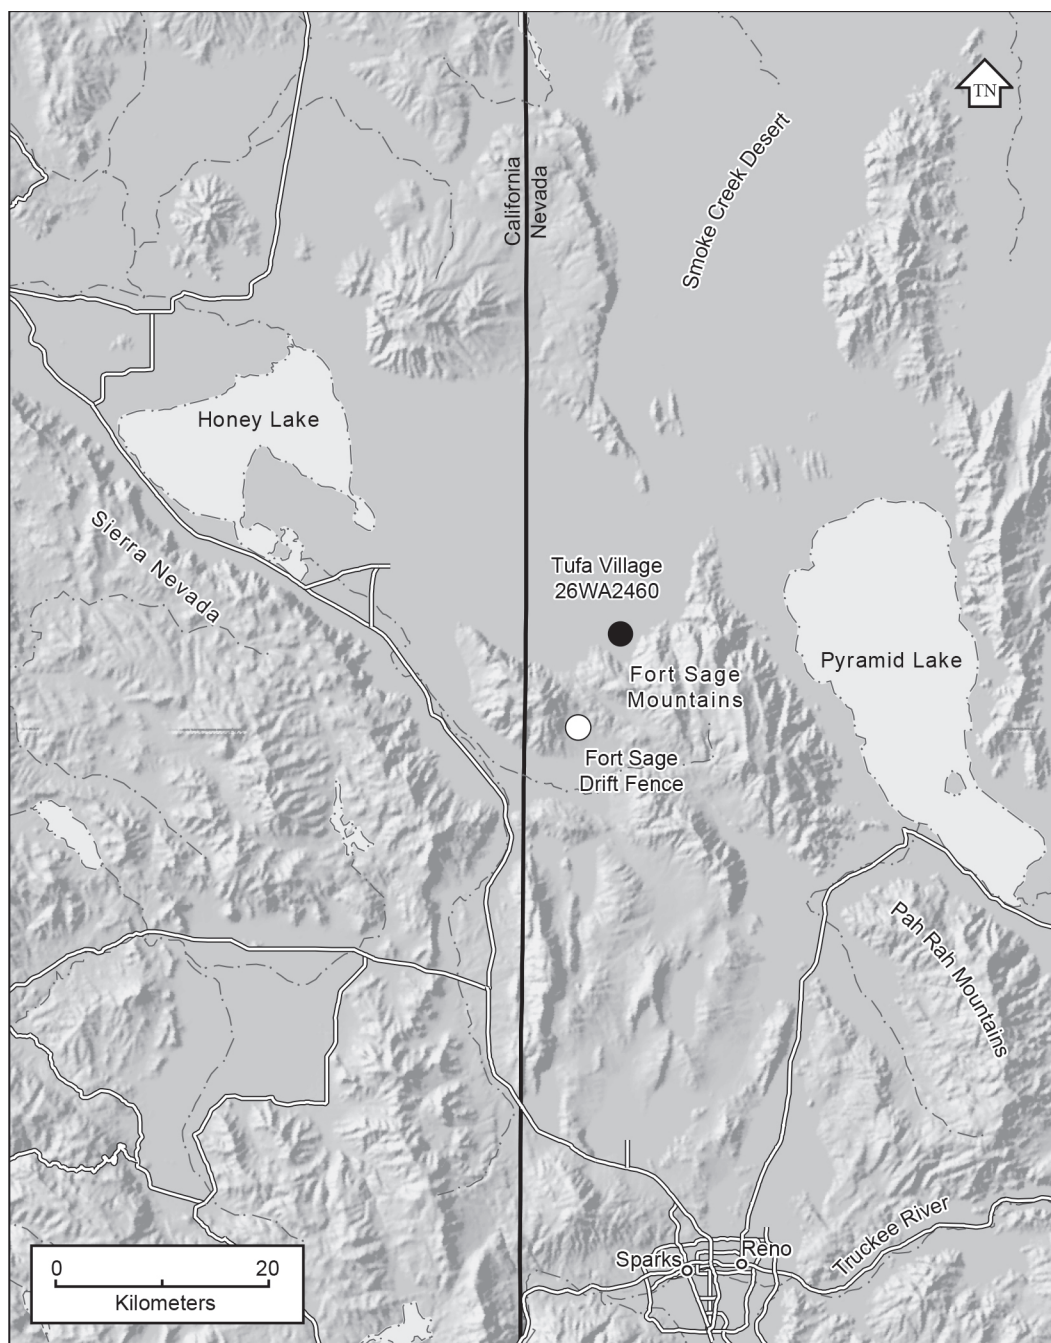 TN
California
Nevada
Smoke Creek Desert
Honey Lake
Sierra Nevada
Tufa Village
26WA2460
Fort Sage
Mountains
Pyramid Lake
Fort Sage
Drift Fence
Pah Rah Mountains
Truckee River
Sparks
Reno
0
20
Kilometers